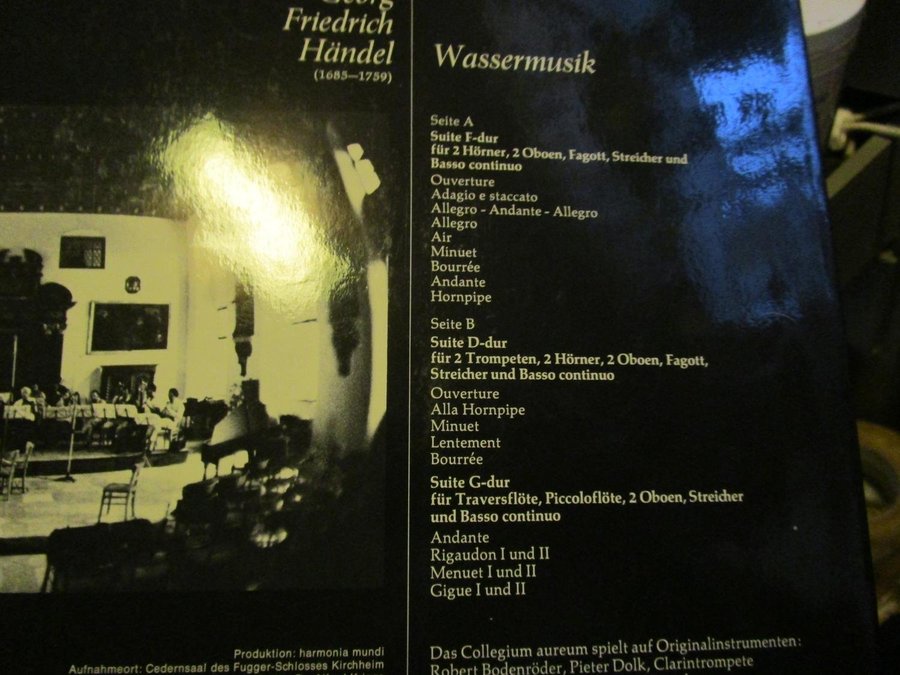 Georg
Friedrich
Händel
(1685—1759)
Wassermusik
Seite A
Suite F-dur
für 2 Hörner, 2 Oboen, Fagott, Streicher und
Basso continuo
Ouverture
Adagio e staccato
Allegro - Andante - Allegro
Allegro
Air
Minuet
Bourrée
Andante
Hornpipe
Seite B
Suite D-dur
für 2 Trompeten, 2 Hörner, 2 Oboen, Fagott,
Streicher und Basso continuo
Ouverture
Alla Hornpipe
Minuet
Lentement
Bourrée
Suite G-dur
für Traversflöte, Piccoloflöte, 2 Oboen, Streicher
und Basso continuo
Andante
Rigaudon I und II
Menuet I und II
Gigue I und II
Produktion: harmonia mundi
Aufnahmeort: Cedernsaal des Fugger-Schlosses Kirchheim
Das Collegium aureum spielt auf Originalinstrumenten:
Robert Bodenröder, Pieter Dolk, Clarintrompete